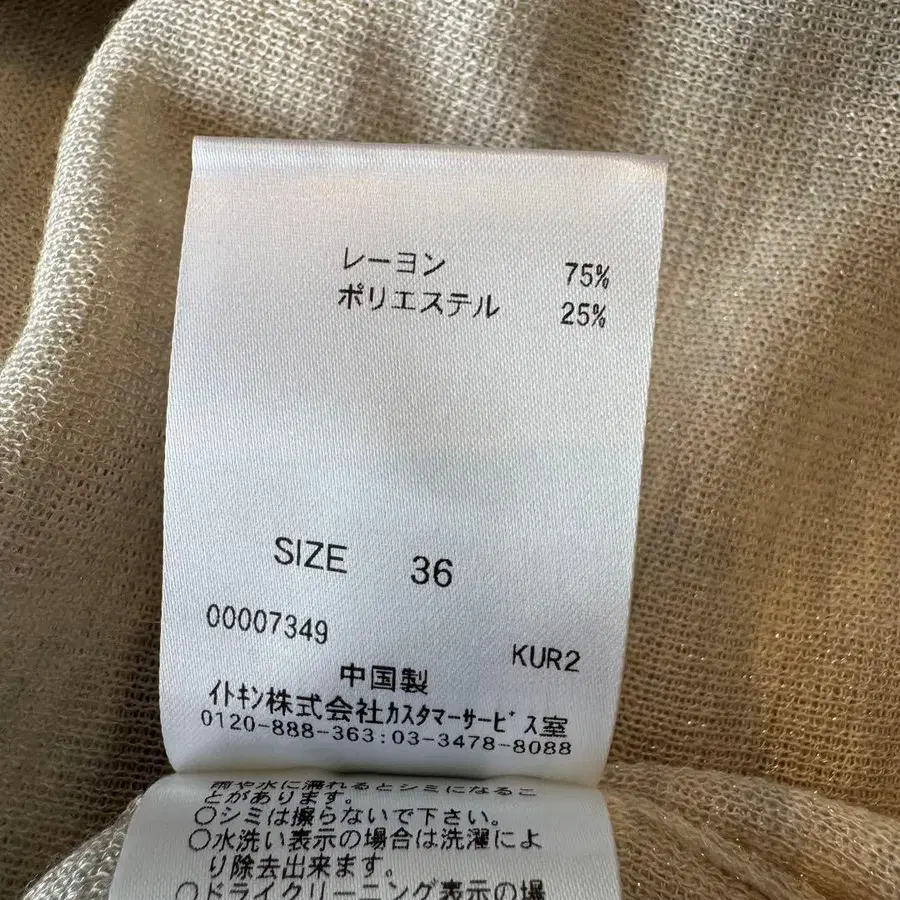 レーヨン 75%
ポリエステル 25%
SIZE 36
00007349
KUR2
中国製
イトキン株式会社カスタマーサービス室
0120-888-363:03-3478-8088
雨や水に濡れるとシミになるこ
とがあります。
○シミは擦らないで下さい。
○水洗い表示の場合は洗濯によ
り除去出来ます。
○ドライクリーニング表示の場